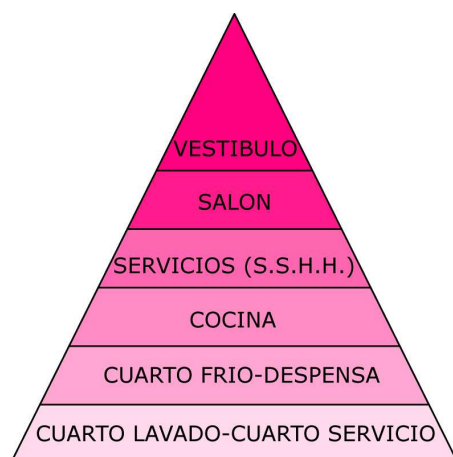 VESTIBULO
SALON
SERVICIOS (S.S.H.H.)
COCINA
CUARTO FRIO-DESPENSA
CUARTO LAVADO-CUARTO SERVICIO